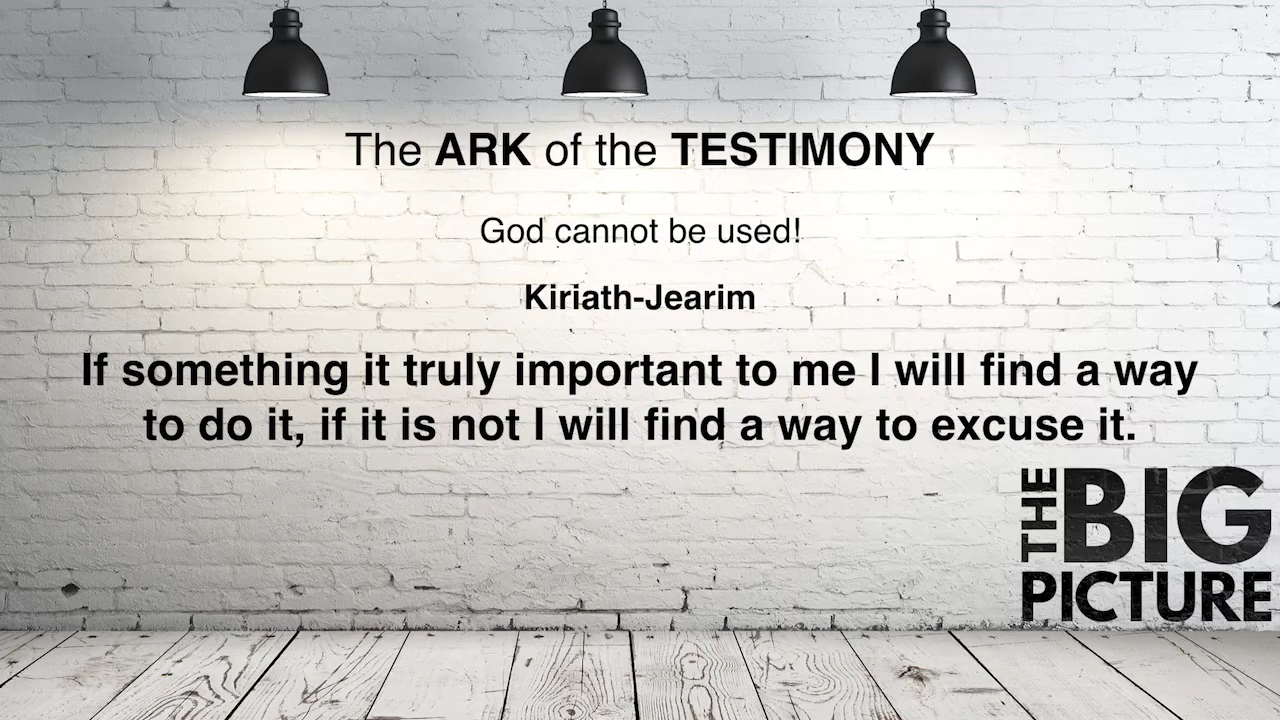 The ARK of the TESTIMONY
God cannot be used!
Kiriath-Jearim
If something it truly important to me I will find a way
to do it, if it is not I will find a way to excuse it.
THE
BIG
PICTURE